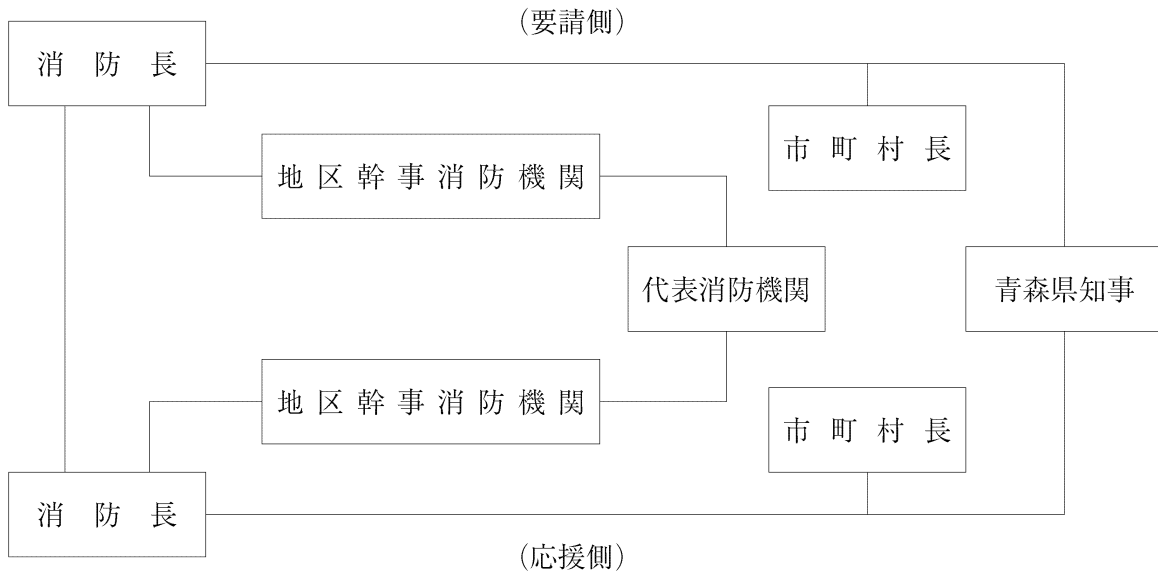 (要請側)
消防長
市町村長
地区幹事消防機関
代表消防機関
青森県知事
地区幹事消防機関
市町村長
消防長
(応援側)